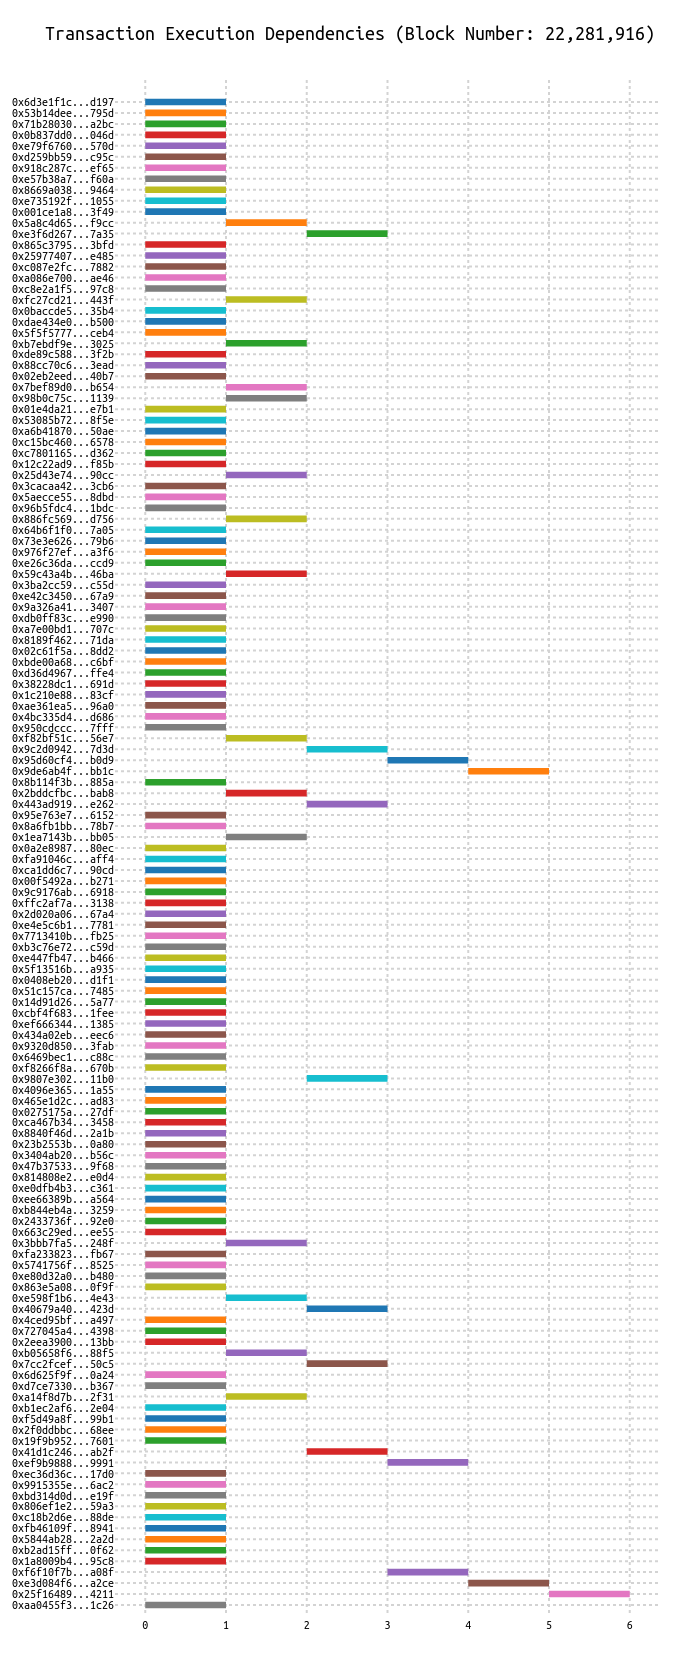 Transaction Execution Dependencies (Block Number: 22,281,916)
0x6d3e1f1c...d197
0x53b14dee...795d
0x71b28030...a2bc
0x0b837dd0...046d
0xe79f6760...570d
0xd259bb59...c95c
0x918c287c...ef65
0xe57b38a7...f60a
0x8669a038...9464
0xe735192f...1055
0x001ce1a8...3f49
0x5a8c4d65...f9cc
0xe3f6d267...7a35
0x865c3795...3bfd
0x25977407...e485
0xc087e2fc...7882
0xa086e700...ae46
0xc8e2a1f5...97c8
0xfc27cd21...443f
0x0baccde5...35b4
0xdae434e0...b500
0x5f5f5777...ceb4
0xb7ebdf9e...3025
0xde89c588...3f2b
0x88cc70c6...3ead
0x02eb2eed...40b7
0x7bef89d0...b654
0x98b0c75c...1139
0x01e4da21...e7b1
0x53085b72...8f5e
0xa6b41870...50ae
0xc15bc460...6578
0xc7801165...d362
0x12c22ad9...f85b
0x25d43e74...90cc
0x3cacaa42...3cb6
0x5aecce55...8dbd
0x96b5fdc4...1bdc
0x886fc569...d756
0x64b6f1f0...7a05
0x73e3e626...79b6
0x976f27ef...a3f6
0xe26c36da...ccd9
0x59c43a4b...46ba
0x3ba2cc59...c55d
0xe42c3450...67a9
0x9a326a41...3407
0xdb0ff83c...e990
0xa7e00bd1...707c
0x8189f462...71da
0x02c61f5a...8dd2
0xbde00a68...c6bf
0xd36d4967...ffe4
0x38228dc1...691d
0x1c210e88...83cf
0xae361ea5...96a0
0x4bc335d4...d686
0x950cdccc...7fff
0xf82bf51c...56e7
0x9c2d0942...7d3d
0x95d60cf4...b0d9
0x9de6ab4f...bb1c
0x8b114f3b...885a
0x2bddcfbc...bab8
0x443ad919...e262
0x95e763e7...6152
0x8a6fb1bb...78b7
0x1ea7143b...bb05
0x0a2e8987...80ec
0xfa91046c...aff4
0xca1dd6c7...90cd
0x00f5492a...b271
0x9c9176ab...6918
0xffc2af7a...3138
0x2d020a06...67a4
0xe4e5c6b1...7781
0x7713410b...fb25
0xb3c76e72...c59d
0xe447fb47...b466
0x5f13516b...a935
0x0408eb20...d1f1
0x51c157ca...7485
0x14d91d26...5a77
0xcbf4f683...1fee
0xef666344...1385
0x434a02eb...eec6
0x9320d850...3fab
0x6469bec1...c88c
0xf8266f8a...670b
0x9807e302...11b0
0x4096e365...1a55
0x465e1d2c...ad83
0x0275175a...27df
0xca467b34...3458
0x8840f46d...2a1b
0x23b2553b...0a80
0x3404ab20...b56c
0x47b37533...9f68
0x814808e2...e0d4
0xe0dfb4b3...c361
0xee66389b...a564
0xb844eb4a...3259
0x2433736f...92e0
0x663c29ed...ee55
0x3bbb7fa5...248f
0xfa233823...fb67
0x5741756f...8525
0xe80d32a0...b480
0x863e5a08...0f9f
0xe598f1b6...4e43
0x40679a40...423d
0x4ced95bf...a497
0x727045a4...4398
0x2eea3900...13bb
0xb05658f6...88f5
0x7cc2fcef...50c5
0x6d625f9f...0a24
0xd7ce7330...b367
0xa14f8d7b...2f31
0xb1ec2af6...2e04
0xf5d49a8f...99b1
0x2f0ddbbc...68ee
0x19f9b952...7601
0x41d1c246...ab2f
0xef9b9888...9991
0xec36d36c...17d0
0x9915355e...6ac2
0xbd314d0d...e19f
0x806ef1e2...59a3
0xc18b2d6e...88de
0xfb46109f...8941
0x5844ab28...2a2d
0xb2ad15ff...0f62
0x1a8009b4...95c8
0xf6f10f7b...a08f
0xe3d084f6...a2ce
0x25f16489...4211
0xaa0455f3...1c26
0 1 2 3 4 5 6